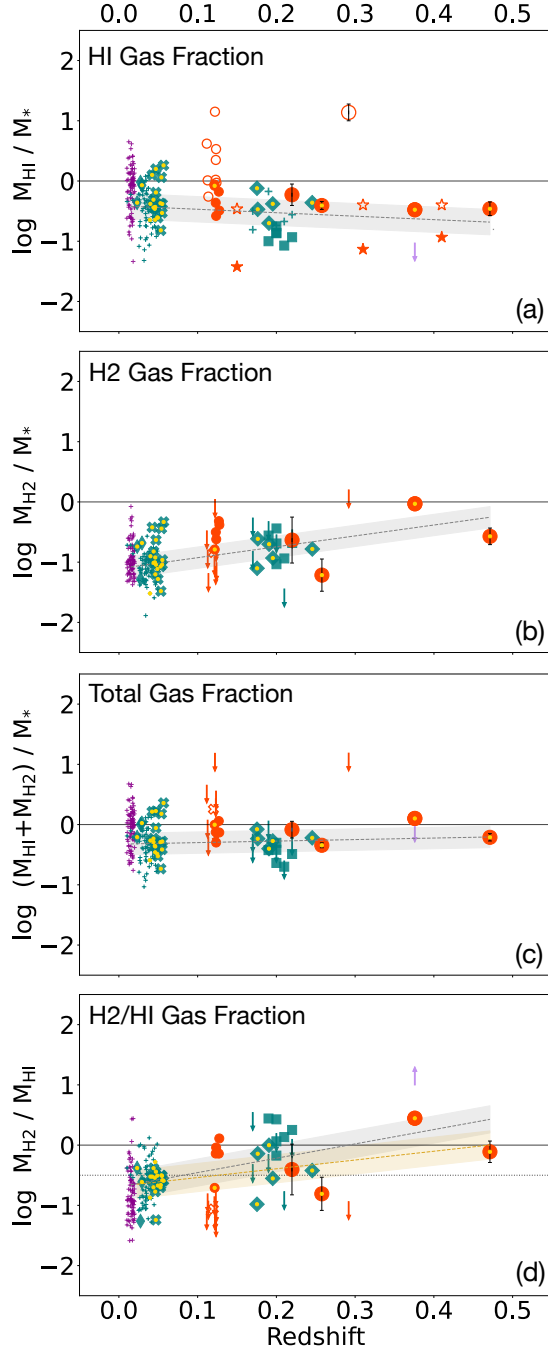 0.0 0.1 0.2 0.3 0.4 0.5
HI Gas Fraction
2
1
0
−1
−2
log M_HI / M_*
(a)
H2 Gas Fraction
2
1
0
−1
−2
log M_H2 / M_*
(b)
Total Gas Fraction
2
1
0
−1
−2
log (M_HI+M_H2) / M_*
(c)
H2/HI Gas Fraction
2
1
0
−1
−2
log M_H2 / M_HI
(d)
0.0 0.1 0.2 0.3 0.4 0.5
Redshift